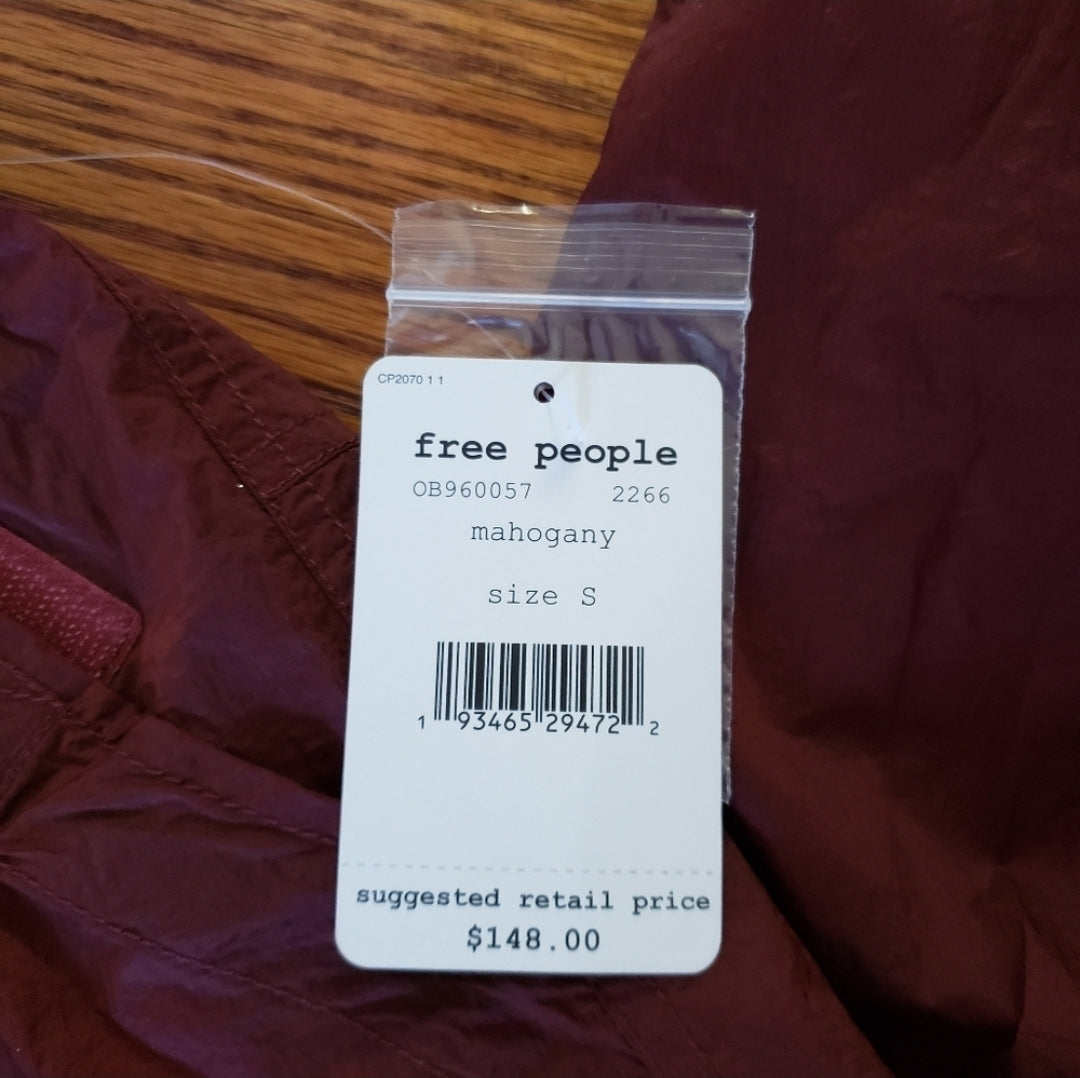 CP2070 1 1
free people
OB960057 2266
mahogany
size S
1 93465 29472 2
suggested retail price
$148.00